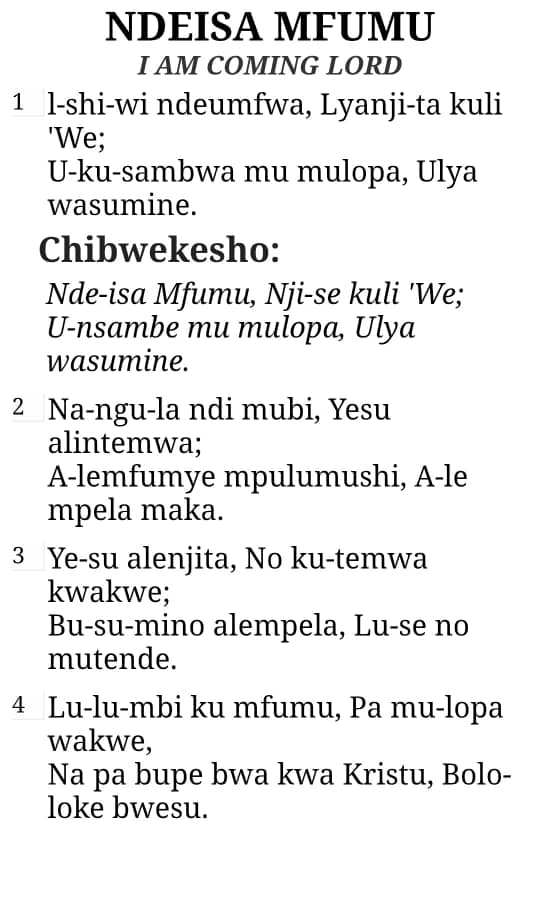 NDEISA MFUMU
I AM COMING LORD
1 l-shi-wi ndeumfwa, Lyanji-ta kuli
'We;
U-ku-sambwa mu mulopa, Ulya
wasumine.
Chibwekesho:
Nde-isa Mfumu, Nji-se kuli 'We;
U-nsambe mu mulopa, Ulya
wasumine.
2 Na-ngu-la ndi mubi, Yesu
alintemwa;
A-lemfumye mpulumushi, A-le
mpela maka.
3 Ye-su alenjita, No ku-temwa
kwakwe;
Bu-su-mino alempela, Lu-se no
mutende.
4 Lu-lu-mbi ku mfumu, Pa mu-lopa
wakwe,
Na pa bupe bwa kwa Kristu, Bolo-
loke bwesu.